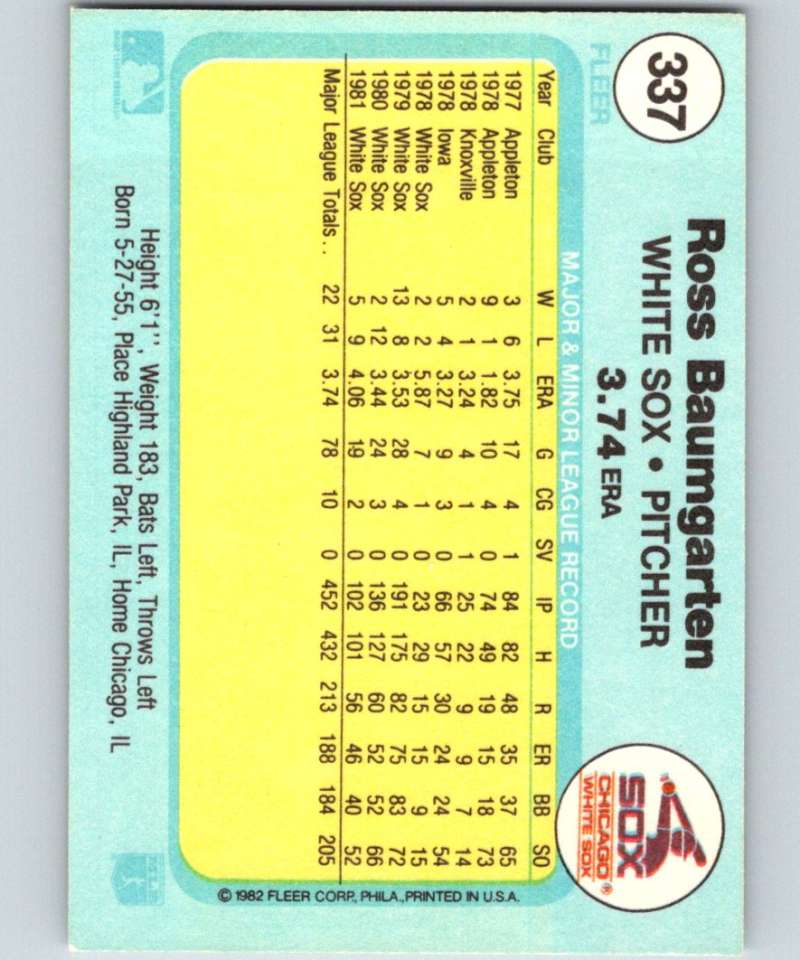 337
FLEER
Ross Baumgarten
WHITE SOX • PITCHER
3.74 ERA
SOX
CHICAGO
WHITE SOX ®
MAJOR & MINOR LEAGUE RECORD
Year Club W L ERA G CG SV IP H R ER BB SO
1977 Appleton 3 6 3.75 17 4 1 84 82 48 35 37 65
1978 Appleton 9 1 1.82 10 4 0 74 49 19 15 18 73
1978 Knoxville 2 1 3.24 4 1 1 25 22 9 9 7 14
1978 Iowa 5 4 3.27 9 3 0 66 57 30 24 24 54
1978 White Sox 2 2 5.87 7 1 0 23 29 15 15 9 15
1979 White Sox 13 8 3.53 28 4 0 191 175 82 75 83 72
1980 White Sox 2 12 3.44 24 3 0 136 127 60 52 52 66
1981 White Sox 5 9 4.06 19 2 0 102 101 56 46 40 52
Major League Totals . . 22 31 3.74 78 10 0 452 432 213 188 184 205
Height 6'1'', Weight 183, Bats Left, Throws Left
Born 5-27-55, Place Highland Park, IL, Home Chicago, IL
© 1982 FLEER CORP., PHILA., PRINTED IN U.S.A.